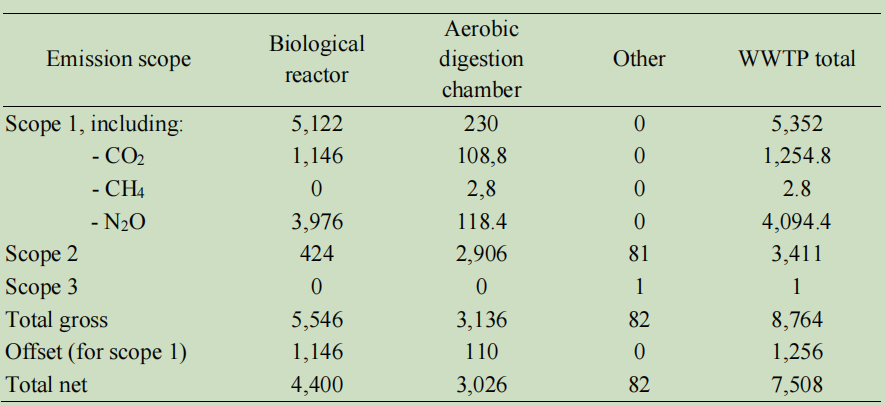 Emission scope Biological reactor Aerobic digestion chamber Other WWTP total
Scope 1, including: 5,122 230 0 5,352
- CO₂ 1,146 108,8 0 1,254.8
- CH₄ 0 2,8 0 2.8
- N₂O 3,976 118.4 0 4,094.4
Scope 2 424 2,906 81 3,411
Scope 3 0 0 1 1
Total gross 5,546 3,136 82 8,764
Offset (for scope 1) 1,146 110 0 1,256
Total net 4,400 3,026 82 7,508